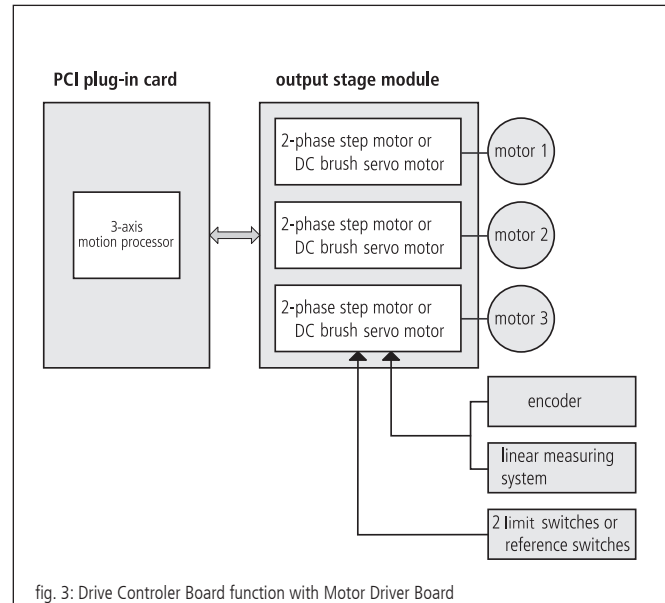 PCI plug-in card
output stage module
3-axis
motion processor
2-phase step motor or
DC brush servo motor
motor 1
2-phase step motor or
DC brush servo motor
motor 2
2-phase step motor or
DC brush servo motor
motor 3
encoder
linear measuring
system
2 limit switches or
reference switches
fig. 3: Drive Controler Board function with Motor Driver Board